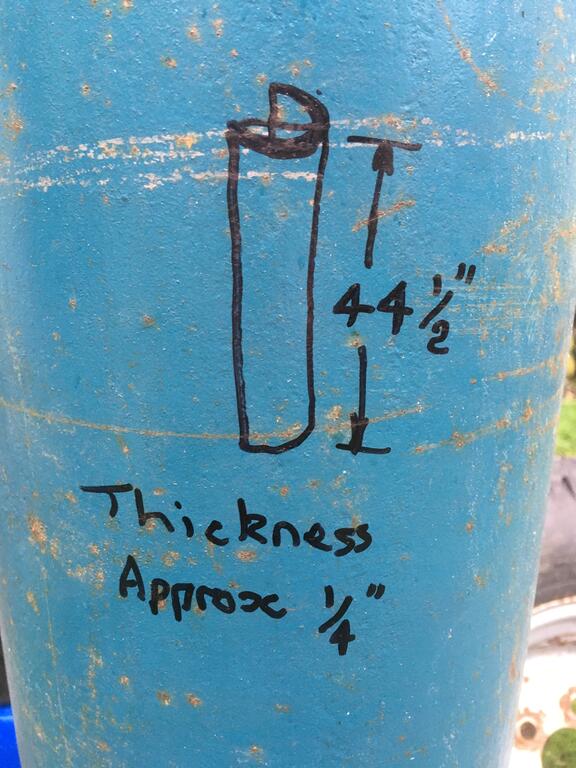 44 1/2"
Thickness
Approx 1/4"